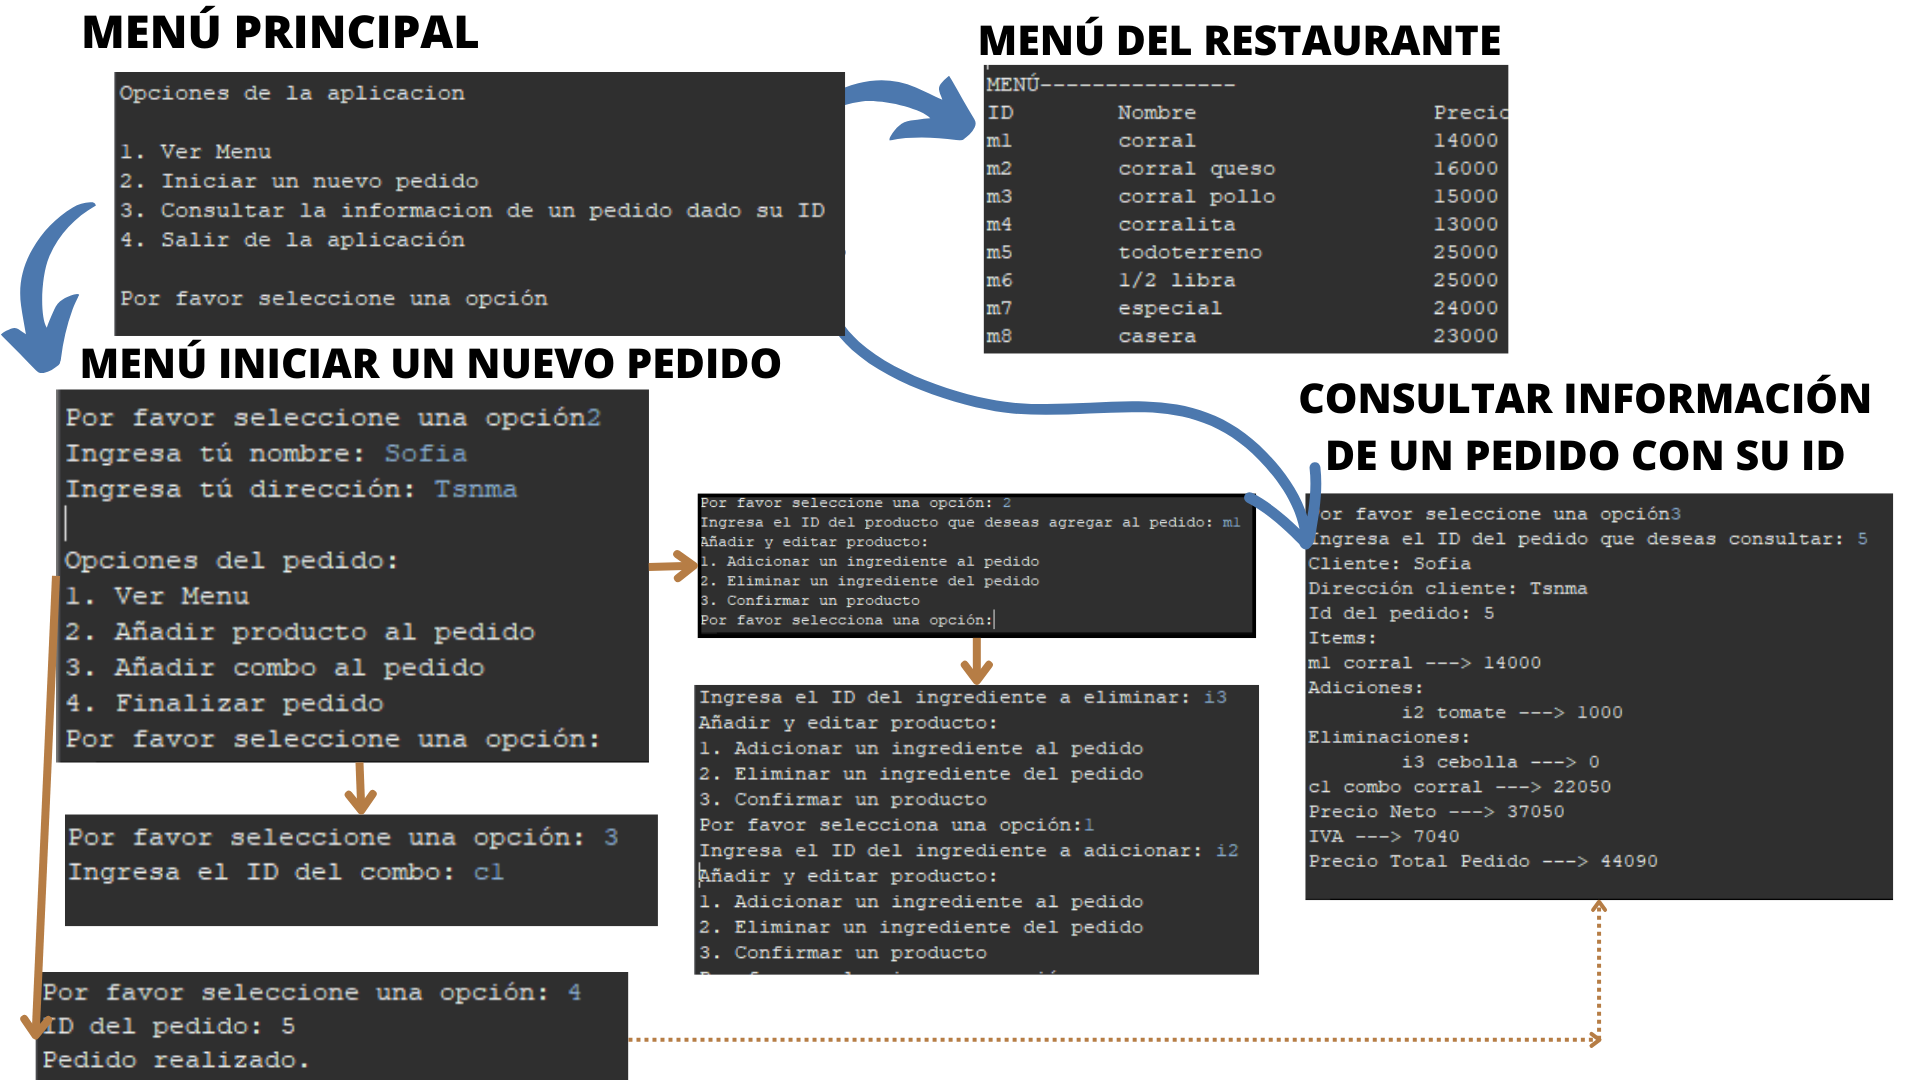 MENÚ PRINCIPAL
Opciones de la aplicacion
1. Ver Menu
2. Iniciar un nuevo pedido
3. Consultar la informacion de un pedido dado su ID
4. Salir de la aplicación
Por favor seleccione una opción
MENÚ DEL RESTAURANTE
MENÚ---------------
ID Nombre Precio
m1 corral 14000
m2 corral queso 16000
m3 corral pollo 15000
m4 corralita 13000
m5 todoterreno 25000
m6 1/2 libra 25000
m7 especial 24000
m8 casera 23000
MENÚ INICIAR UN NUEVO PEDIDO
Por favor seleccione una opción2
Ingresa tú nombre: Sofia
Ingresa tú dirección: Tsnma
Opciones del pedido:
1. Ver Menu
2. Añadir producto al pedido
3. Añadir combo al pedido
4. Finalizar pedido
Por favor seleccione una opción:
Por favor seleccione una opción: 3
Ingresa el ID del combo: c1
Por favor seleccione una opción: 4
ID del pedido: 5
Pedido realizado.
Por favor seleccione una opción: 2
Ingresa el ID del producto que deseas agregar al pedido: m1
Añadir y editar producto:
1. Adicionar un ingrediente al pedido
2. Eliminar un ingrediente del pedido
3. Confirmar un producto
Por favor selecciona una opción:
Ingresa el ID del ingrediente a eliminar: i3
Añadir y editar producto:
1. Adicionar un ingrediente al pedido
2. Eliminar un ingrediente del pedido
3. Confirmar un producto
Por favor selecciona una opción:1
Ingresa el ID del ingrediente a adicionar: i2
Añadir y editar producto:
1. Adicionar un ingrediente al pedido
2. Eliminar un ingrediente del pedido
3. Confirmar un producto
CONSULTAR INFORMACIÓN
DE UN PEDIDO CON SU ID
Por favor seleccione una opción3
Ingresa el ID del pedido que deseas consultar: 5
Cliente: Sofia
Dirección cliente: Tsnma
Id del pedido: 5
Items:
m1 corral ---> 14000
Adiciones:
i2 tomate ---> 1000
Eliminaciones:
i3 cebolla ---> 0
c1 combo corral ---> 22050
Precio Neto ---> 37050
IVA ---> 7040
Precio Total Pedido ---> 44090